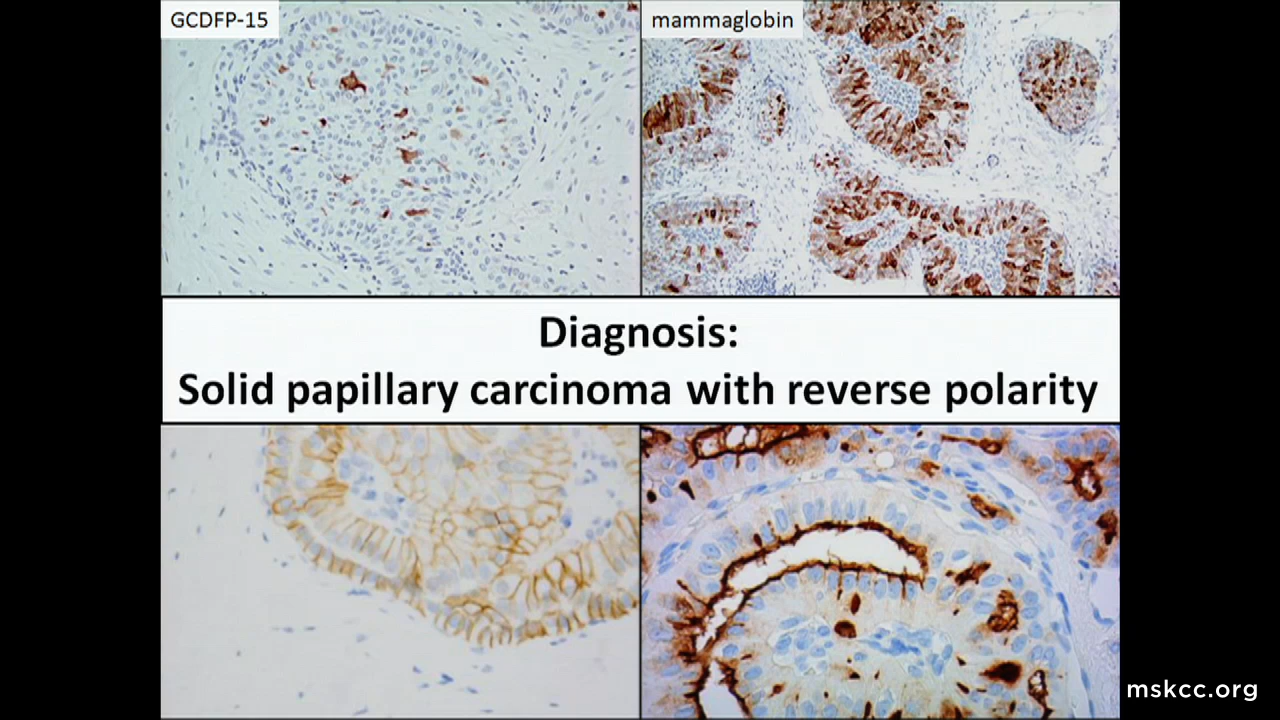 GCDFP-15
mammaglobin
Diagnosis:
Solid papillary carcinoma with reverse polarity
mskcc.org